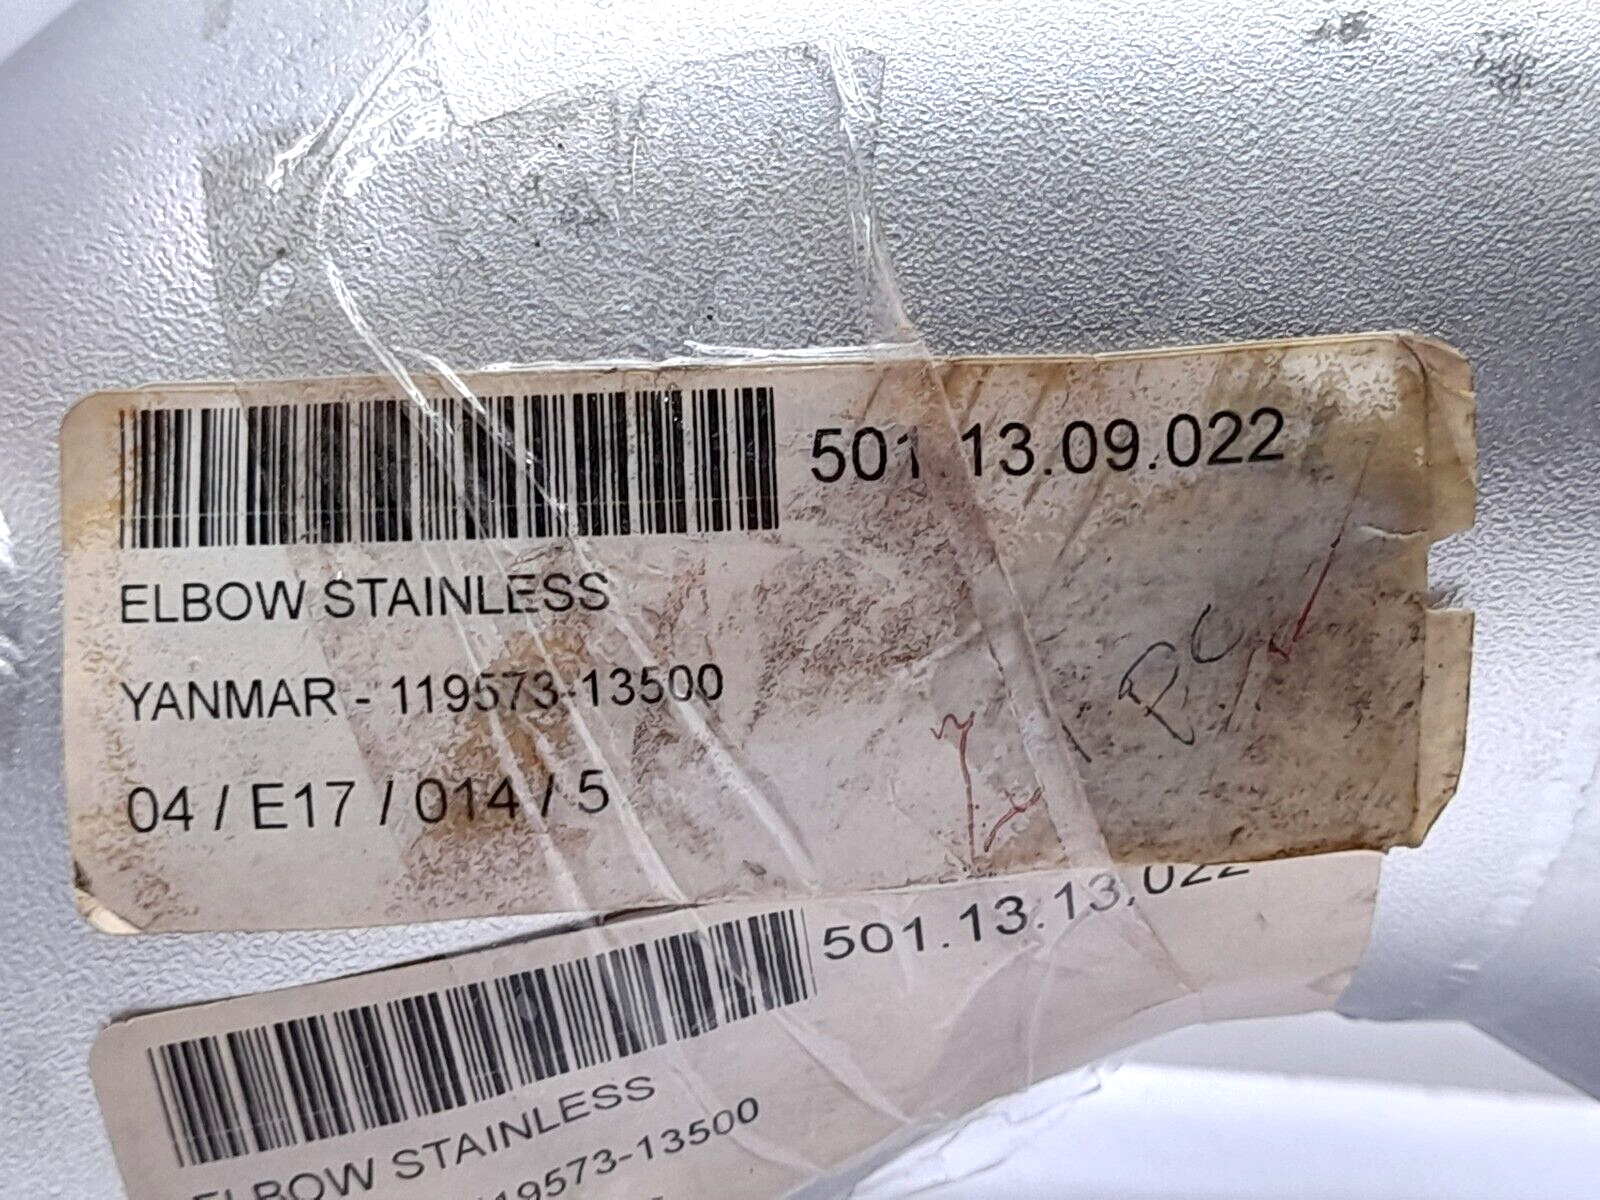 501.13.09.022
ELBOW STAINLESS
YANMAR - 119573-13500
04 / E17 / 014 / 5
501.13.13.022
ELBOW STAINLESS
119573-13500